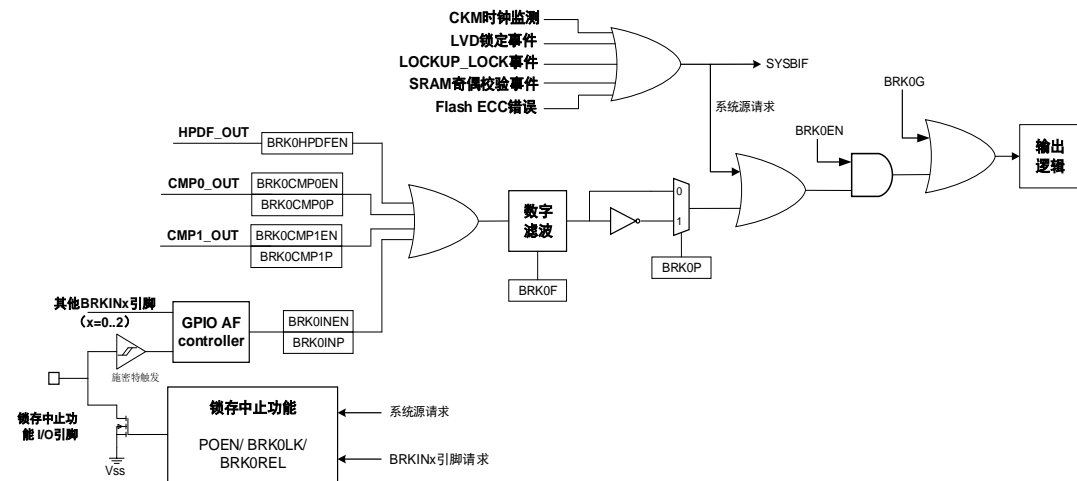 CKM时钟监测
LVD锁定事件
LOCKUP_LOCK事件
SRAM奇偶校验事件
Flash ECC错误
SYSBIF
系统源请求
BRK0G
BRK0EN
输出
逻辑
HPDF_OUT
BRK0HPDFEN
CMP0_OUT
BRK0CMP0EN
BRK0CMP0P
CMP1_OUT
BRK0CMP1EN
BRK0CMP1P
数字
滤波
BRK0F
0
1
BRK0P
其他BRKINx引脚
(x=0..2)
GPIO AF
controller
BRK0INEN
BRK0INP
施密特触发
锁存中止功
能 I/O引脚
Vss
锁存中止功能
POEN/ BRK0LK/
BRK0REL
系统源请求
BRKINx引脚请求